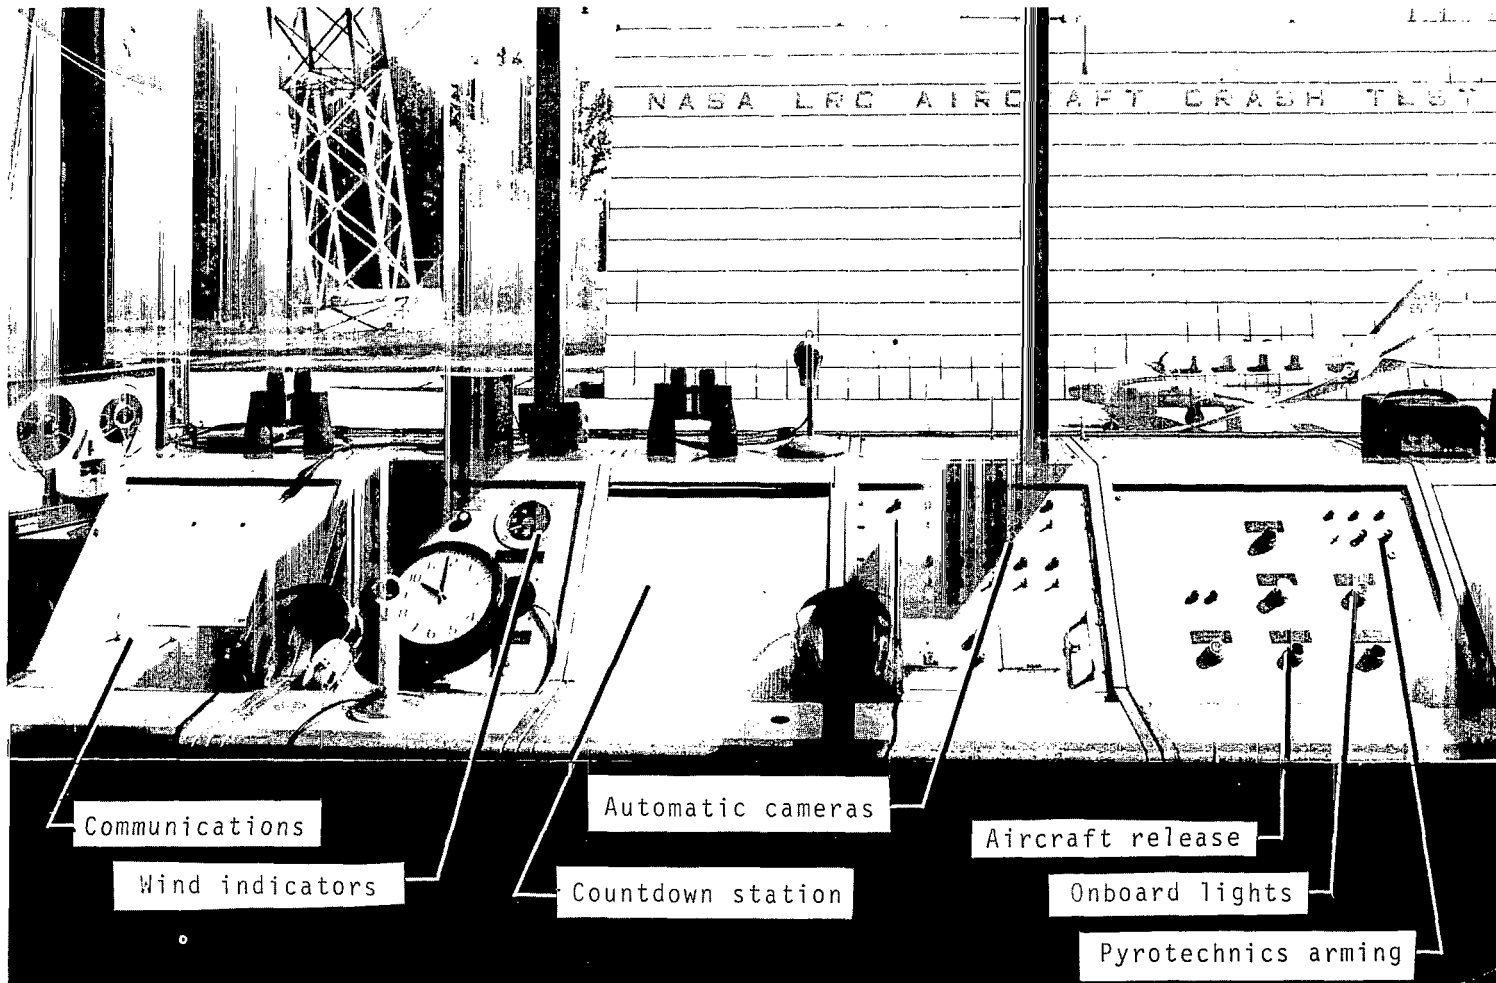 NASA LRC AIRCRAFT CRASH TEST
Communications
Wind indicators
Automatic cameras
Countdown station
Aircraft release
Onboard lights
Pyrotechnics arming